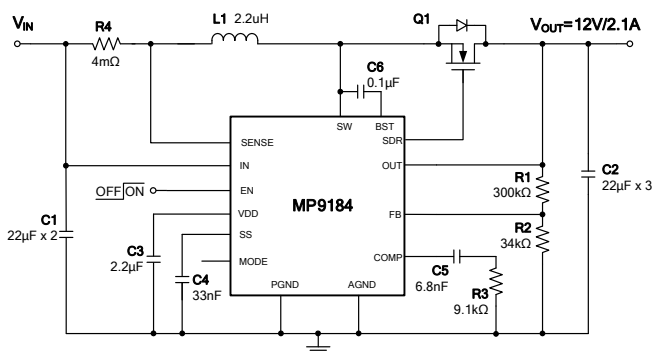 VIN
R4
4mΩ
L1 2.2uH
Q1
VOUT=12V/2.1A
C6
0.1µF
SW
BST
SENSE
SDR
IN
OUT
EN
OFF ON
MP9184
R1
300kΩ
C2
22µF x 3
VDD
FB
R2
34kΩ
C1
22µF x 2
C3
2.2µF
SS
MODE
COMP
C4
33nF
C5
6.8nF
R3
9.1kΩ
PGND
AGND